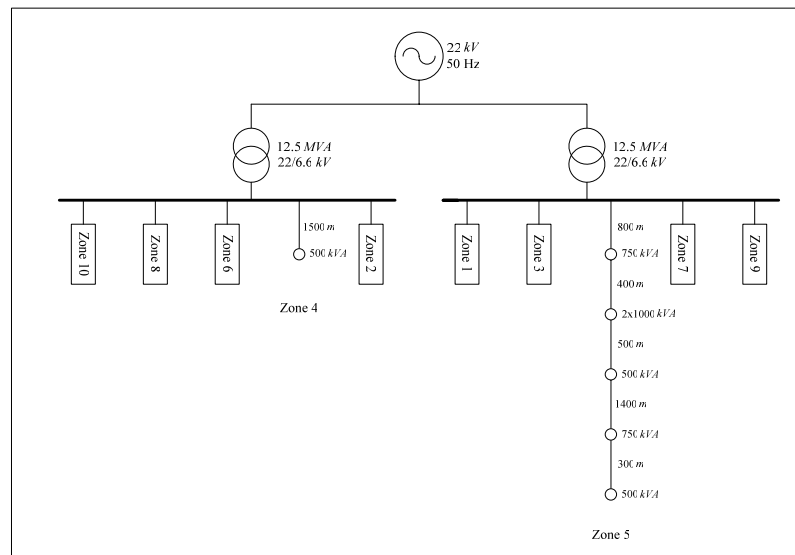 22 kV
50 Hz
12.5 MVA
22/6.6 kV
12.5 MVA
22/6.6 kV
Zone 10
Zone 8
Zone 6
1500 m
500 kVA
Zone 2
Zone 4
Zone 1
Zone 3
800 m
750 kVA
Zone 7
Zone 9
400 m
2x1000 kVA
500 m
500 kVA
1400 m
750 kVA
300 m
500 kVA
Zone 5